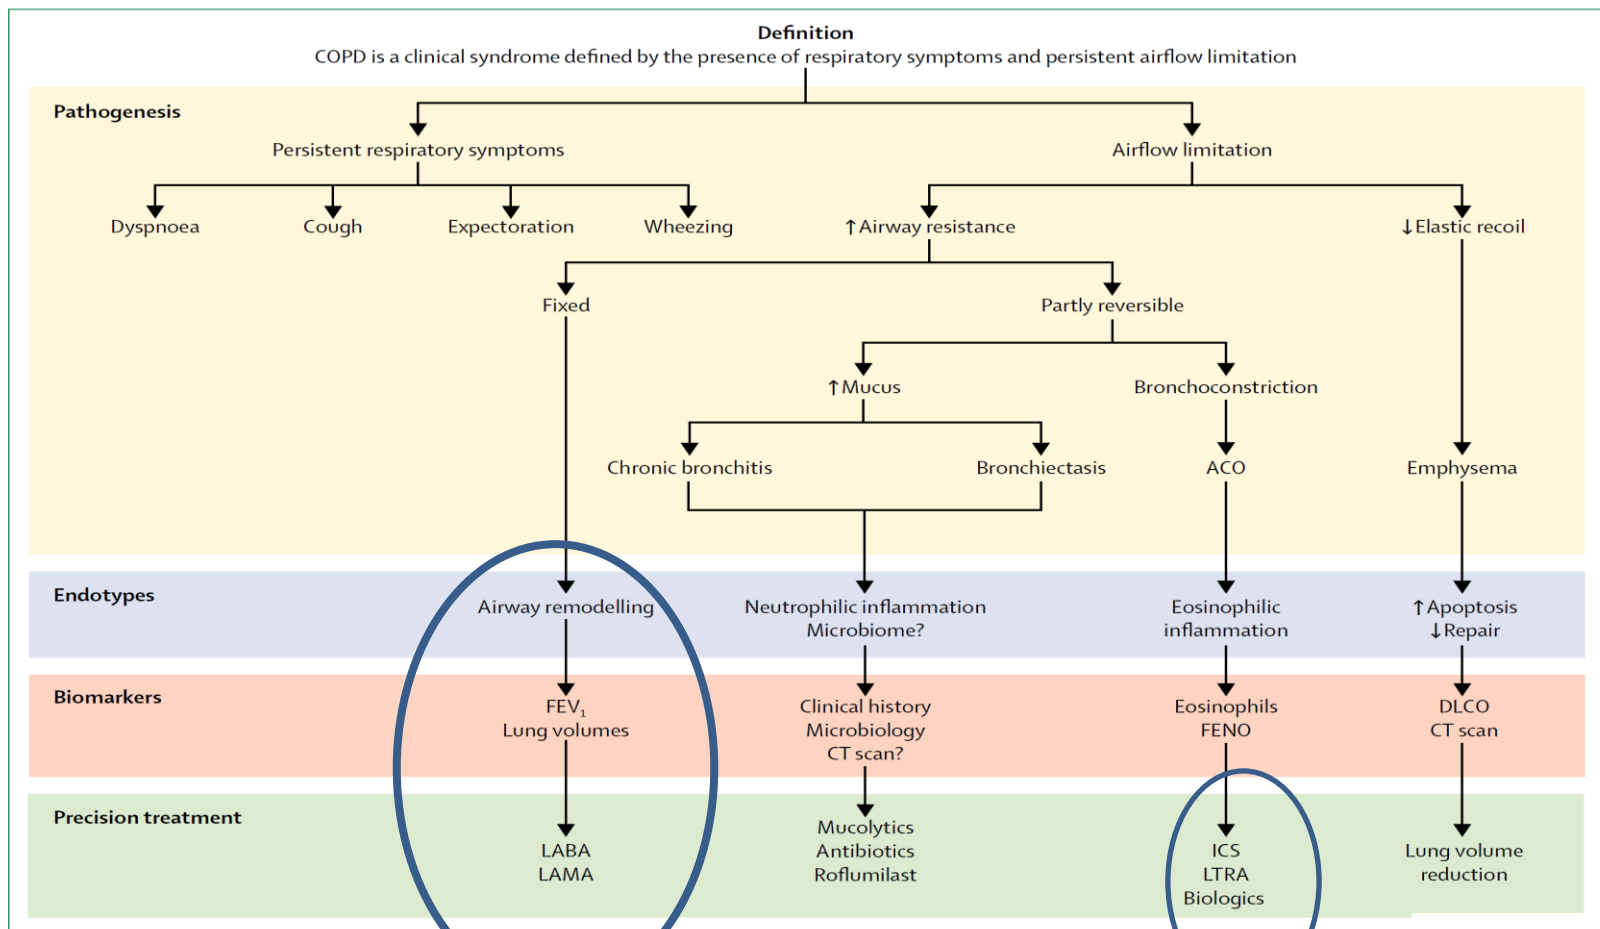 Definition
COPD is a clinical syndrome defined by the presence of respiratory symptoms and persistent airflow limitation
Pathogenesis
Persistent respiratory symptoms
Airflow limitation
Dyspnoea
Cough
Expectoration
Wheezing
↑Airway resistance
↓Elastic recoil
Fixed
Partly reversible
↑Mucus
Bronchoconstriction
Chronic bronchitis
Bronchiectasis
ACO
Emphysema
Endotypes
Airway remodelling
Neutrophilic inflammation
Microbiome?
Eosinophilic
inflammation
↑Apoptosis
↓Repair
Biomarkers
FEV₁
Lung volumes
Clinical history
Microbiology
CT scan?
Eosinophils
FENO
DLCO
CT scan
Precision treatment
LABA
LAMA
Mucolytics
Antibiotics
Roflumilast
ICS
LTRA
Biologics
Lung volume
reduction